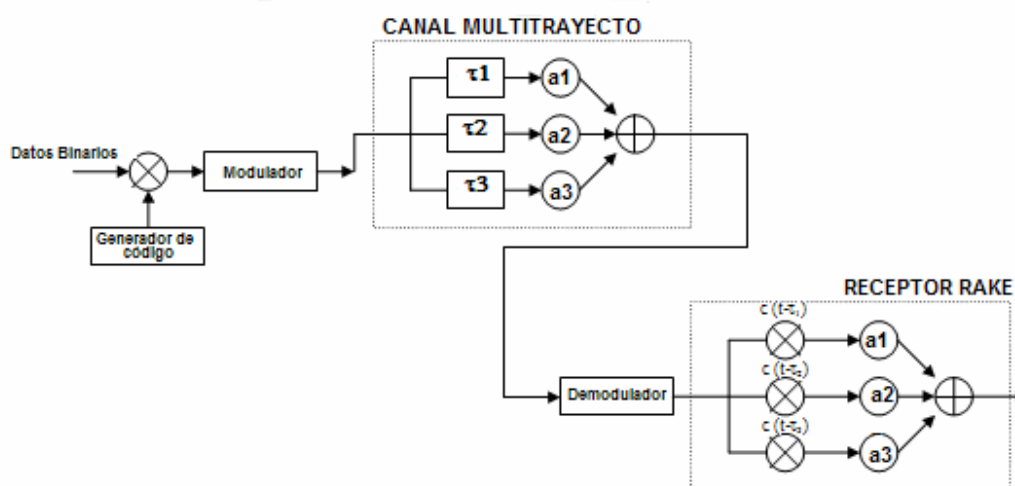 CANAL MULTITRAYECTO
τ1
a1
τ2
a2
τ3
a3
Datos Binarios
Modulador
Generador de
código
RECEPTOR RAKE
c (t-τ₁)
a1
c (t-τ₂)
a2
Demodulador
c (t-τ₃)
a3